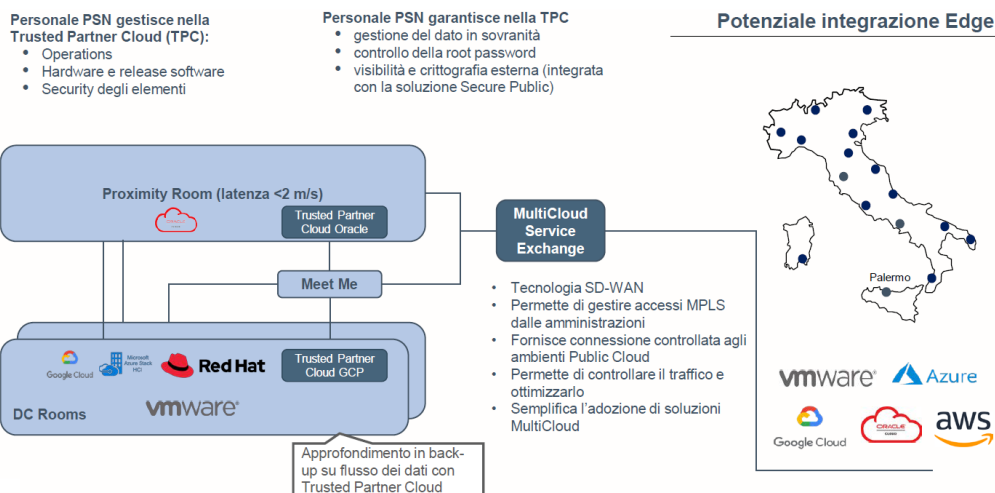 Personale PSN gestisce nella
Trusted Partner Cloud (TPC):
• Operations
• Hardware e release software
• Security degli elementi
Personale PSN garantisce nella TPC
• gestione del dato in sovranità
• controllo della root password
• visibilità e crittografia esterna (integrata
con la soluzione Secure Public)
Potenziale integrazione Edge
Proximity Room (latenza <2 m/s)
Trusted Partner
Cloud Oracle
Meet Me
Google Cloud
Microsoft
Azure Stack
HCI
Red Hat
Trusted Partner
Cloud GCP
DC Rooms
vmware®
Approfondimento in back-
up su flusso dei dati con
Trusted Partner Cloud
MultiCloud
Service
Exchange
• Tecnologia SD-WAN
• Permette di gestire accessi MPLS
dalle amministrazioni
• Fornisce connessione controllata agli
ambienti Public Cloud
• Permette di controllare il traffico e
ottimizzarlo
• Semplifica l'adozione di soluzioni
MultiCloud
Palermo
vmware®
Azure
Google Cloud
ORACLE
aws